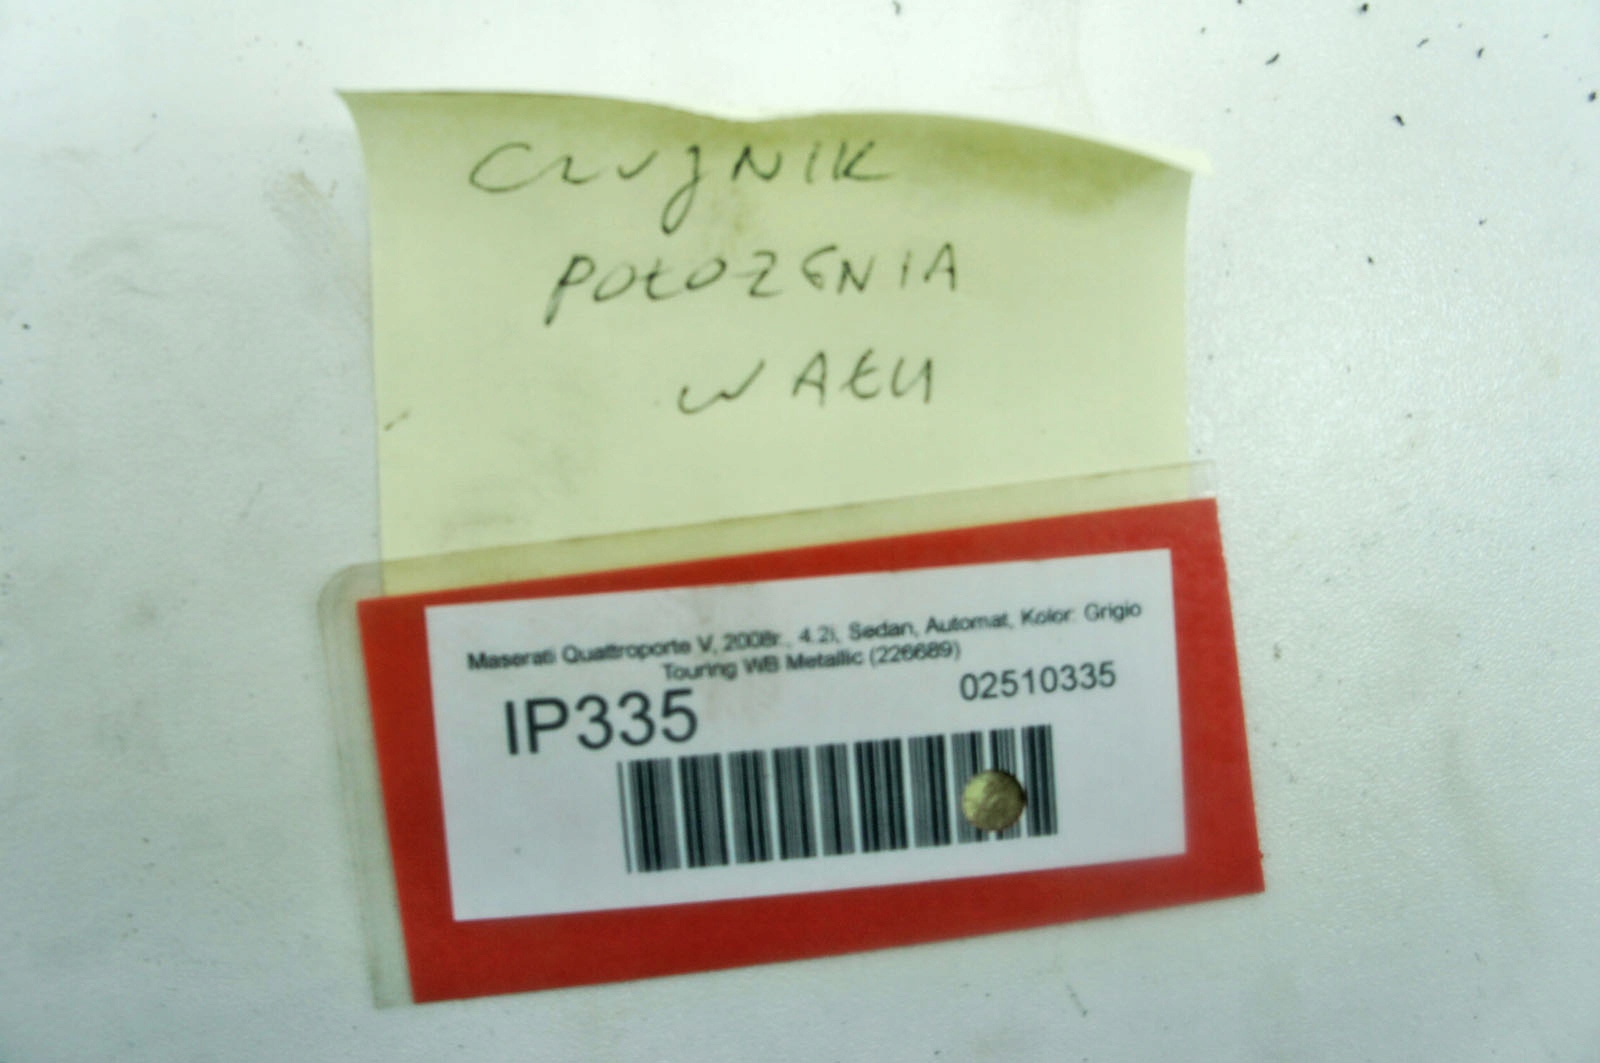 CZUJNIK
POŁOZENIA
WAŁU
Maserati Quattroporte V, 2008r., 4.2i, Sedan, Automat, Kolor: Grigio
Touring WB Metallic (226689)
IP335
02510335